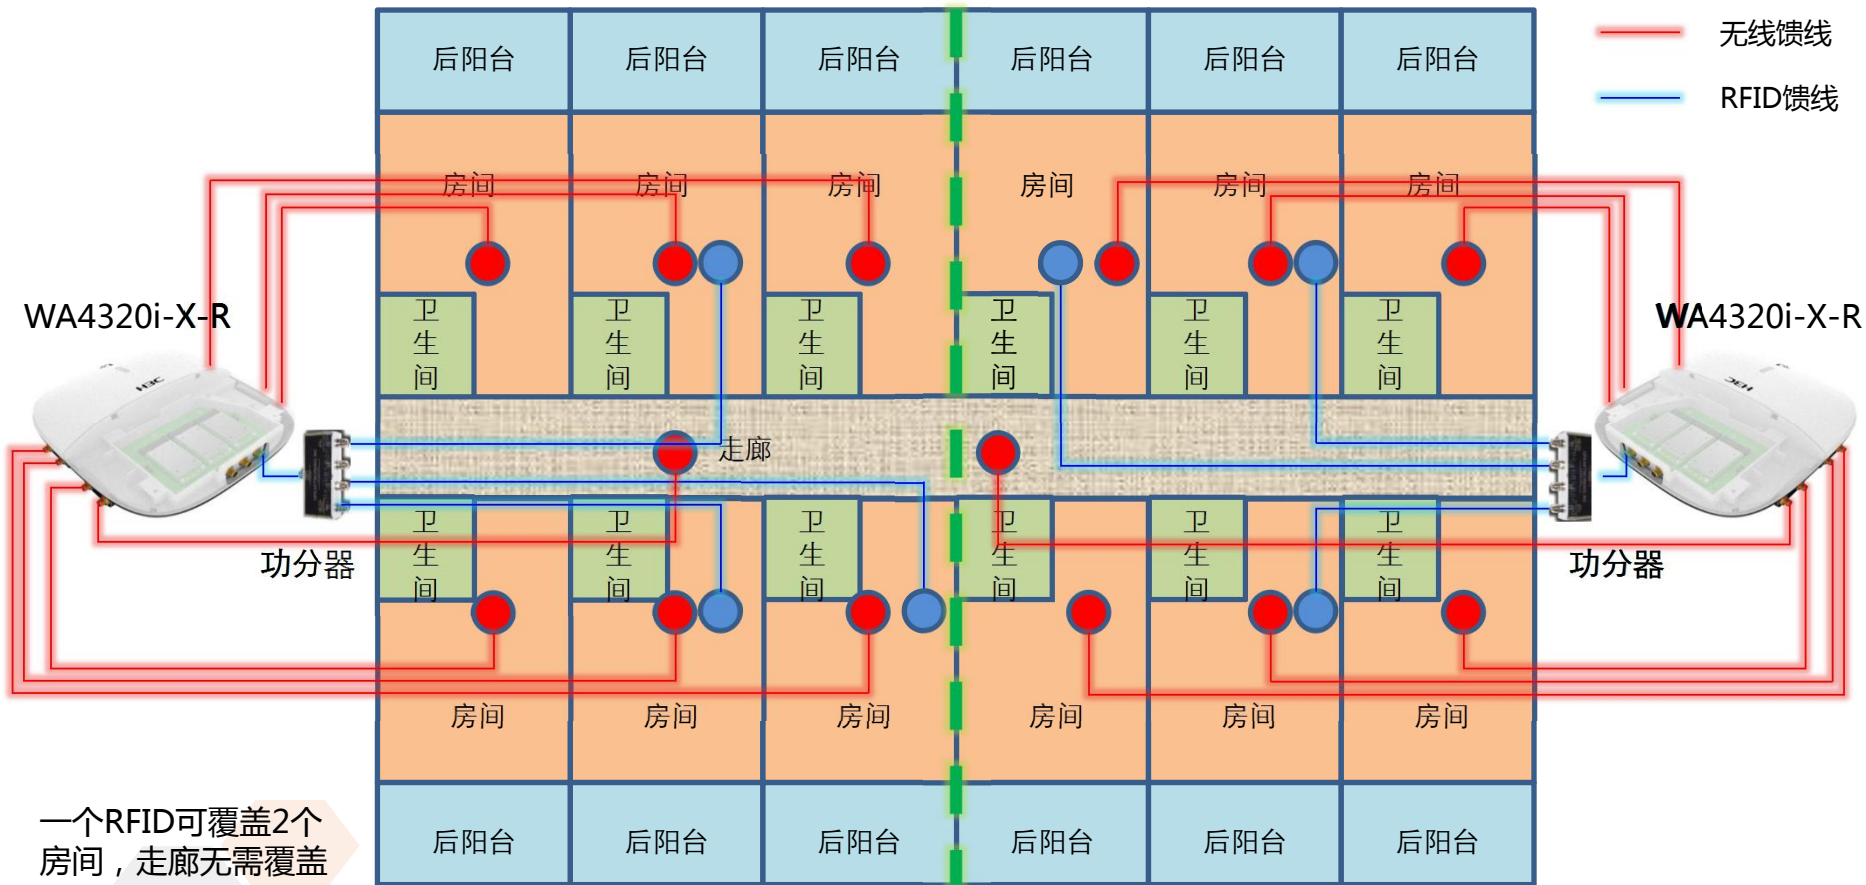 后阳台
后阳台
后阳台
后阳台
后阳台
后阳台
无线馈线
RFID馈线
房间
房间
房间
房间
房间
房间
WA4320i-X-R
WA4320i-X-R
卫生间
卫生间
卫生间
卫生间
卫生间
卫生间
H3C
H3C
走廊
卫生间
卫生间
卫生间
卫生间
卫生间
卫生间
功分器
功分器
房间
房间
房间
房间
房间
房间
一个RFID可覆盖2个
房间，走廊无需覆盖
后阳台
后阳台
后阳台
后阳台
后阳台
后阳台